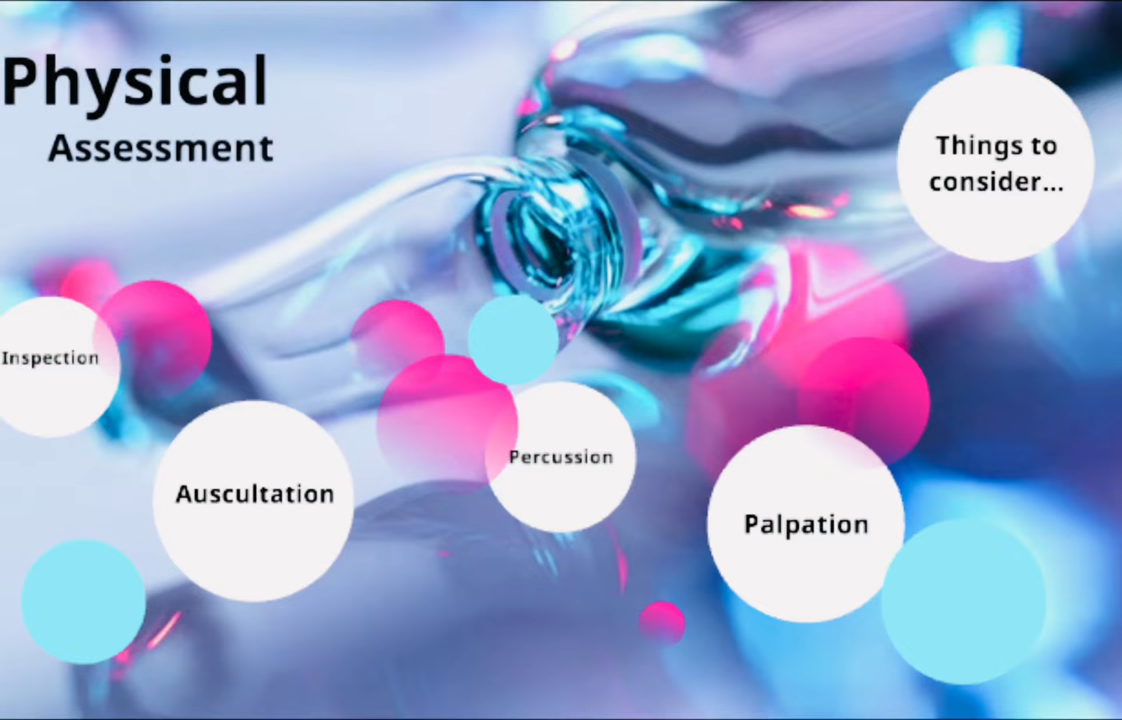 Physical
Assessment
Things to
consider...
Inspection
Auscultation
Percussion
Palpation